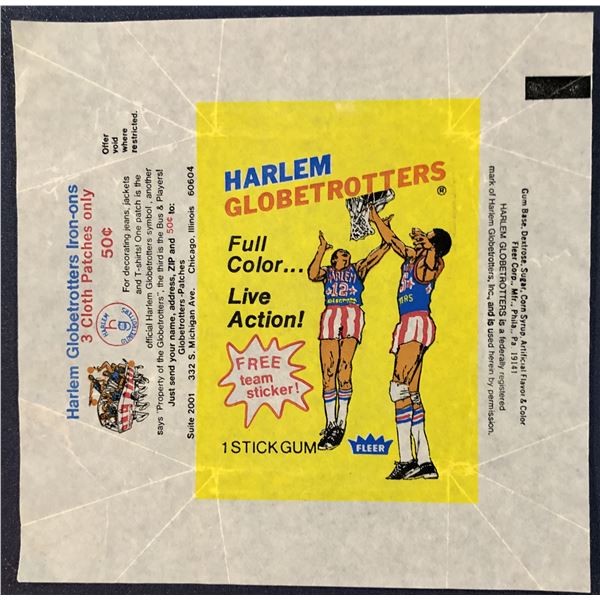 Harlem Globetrotters Iron-ons
3 Cloth Patches only
50¢
Offer
void
where
restricted.
For decorating jeans, jackets
and T-shirts! One patch is the
official Harlem Globetrotters symbol, another
says "Property of the Globetrotters", the third is the Bus & Players!
Just send your name, address, ZIP and 50¢ to:
Globetrotters-Patches
Suite 2001 332 S. Michigan Ave. Chicago, Illinois 60604
HARLEM
GLOBETROTTERS
HARLEM
GLOBETROTTERS®
Full
Color...
Live
Action!
FREE
team
sticker!
1 STICK GUM
FLEER
HARLEM
12
Gum Base, Dextrose, Sugar, Corn Syrup, Artificial Flavor & Color
Fleer Corp., Mfr., Phila., Pa 19141
HARLEM GLOBETROTTERS is a federally registered
mark of Harlem Globetrotters, Inc., and is used herein by permission.